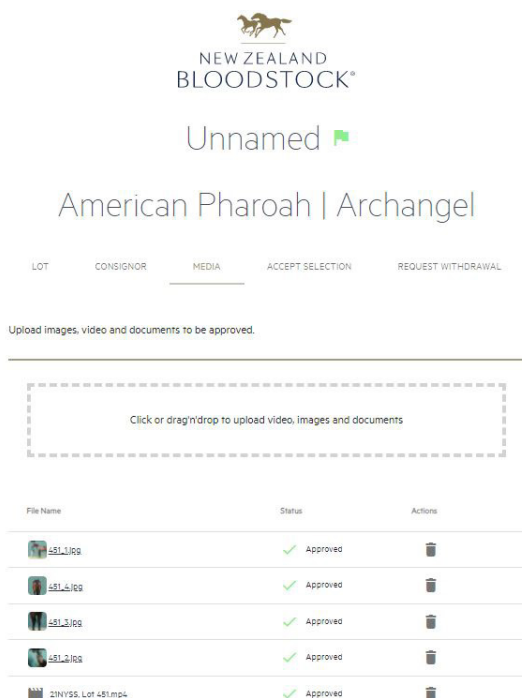 NEW ZEALAND
BLOODSTOCK®
Unnamed
American Pharoah | Archangel
LOT CONSIGNOR MEDIA ACCEPT SELECTION REQUEST WITHDRAWAL
Upload images, video and documents to be approved.
Click or drag'n'drop to upload video, images and documents
File Name Status Actions
451_1.jpg Approved
451_4.jpg Approved
451_3.jpg Approved
451_2.jpg Approved
21NYSS, Lot 451.mp4 Approved